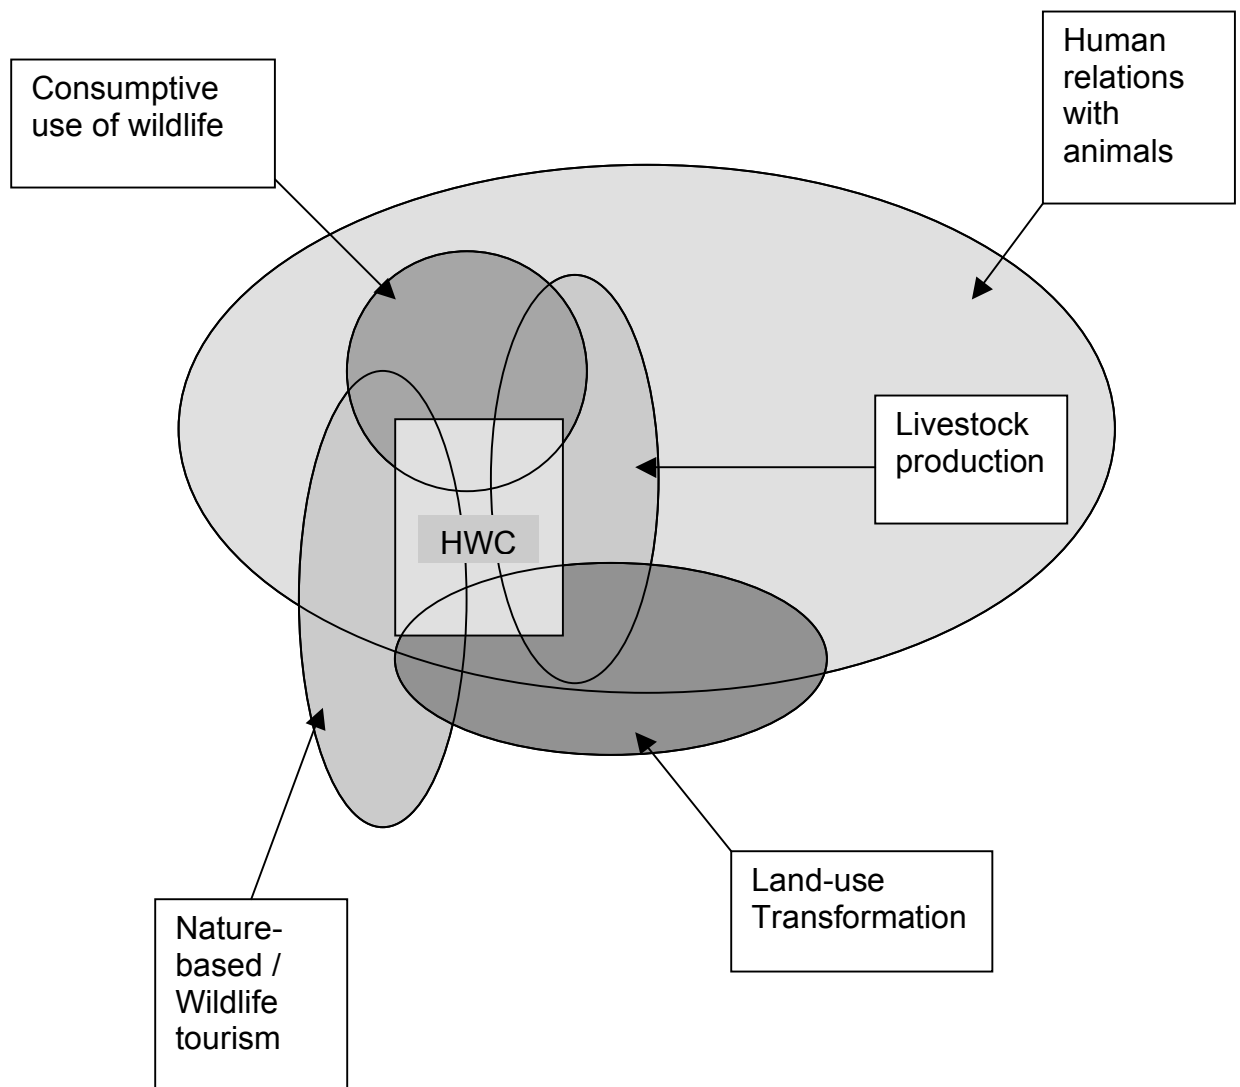 Consumptive
use of wildlife
Human
relations
with
animals
Livestock
production
HWC
Land-use
Transformation
Nature-
based /
Wildlife
tourism